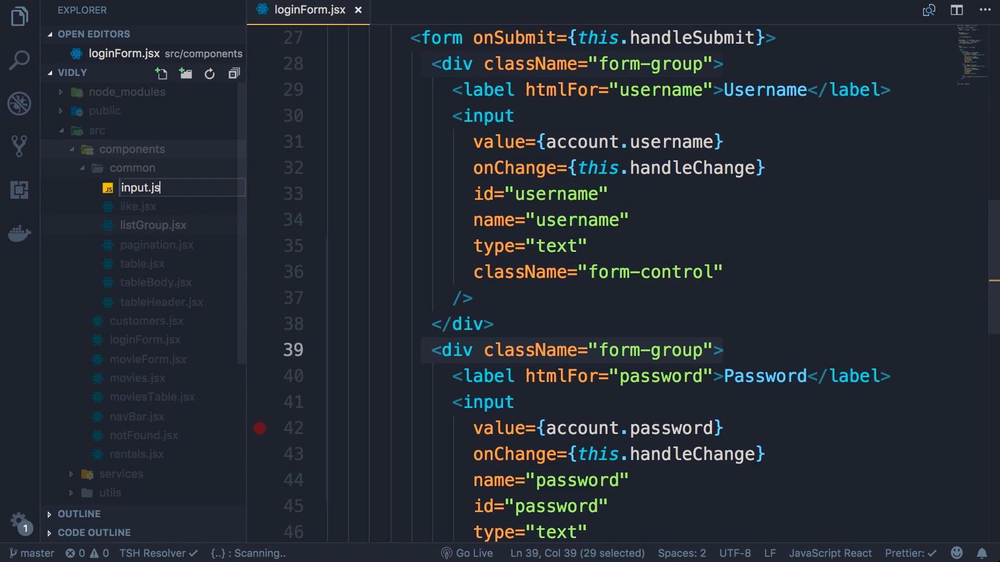 EXPLORER
OPEN EDITORS
loginForm.jsx src/components
VIDLY
node_modules
public
src
components
common
JS input.js
like.jsx
listGroup.jsx
pagination.jsx
table.jsx
tableBody.jsx
tableHeader.jsx
customers.jsx
loginForm.jsx
movieForm.jsx
movies.jsx
moviesTable.jsx
navBar.jsx
notFound.jsx
rentals.jsx
services
utils
OUTLINE
CODE OUTLINE
1
loginForm.jsx ×
27 <form onSubmit={this.handleSubmit}>
28 <div className="form-group">
29 <label htmlFor="username">Username</label>
30 <input
31 value={account.username}
32 onChange={this.handleChange}
33 id="username"
34 name="username"
35 type="text"
36 className="form-control"
37 />
38 </div>
39 <div className="form-group">
40 <label htmlFor="password">Password</label>
41 <input
42 value={account.password}
43 onChange={this.handleChange}
44 name="password"
45 id="password"
46 type="text"
master 0 0 TSH Resolver ✓ {..} : Scanning.. Go Live Ln 39, Col 39 (29 selected) Spaces: 2 UTF-8 LF JavaScript React Prettier: ✓